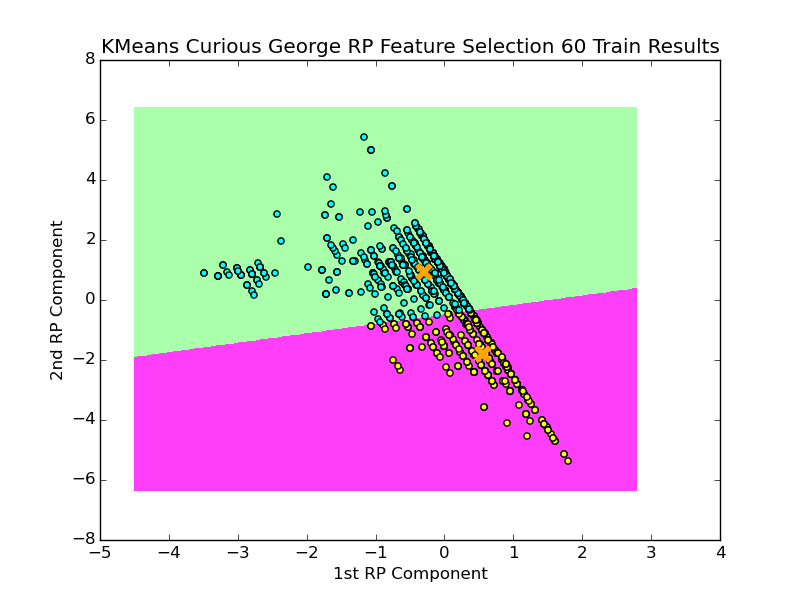 KMeans Curious George RP Feature Selection 60 Train Results
8
6
4
2
0
−2
−4
−6
−8
2nd RP Component
−5 −4 −3 −2 −1 0 1 2 3 4
1st RP Component